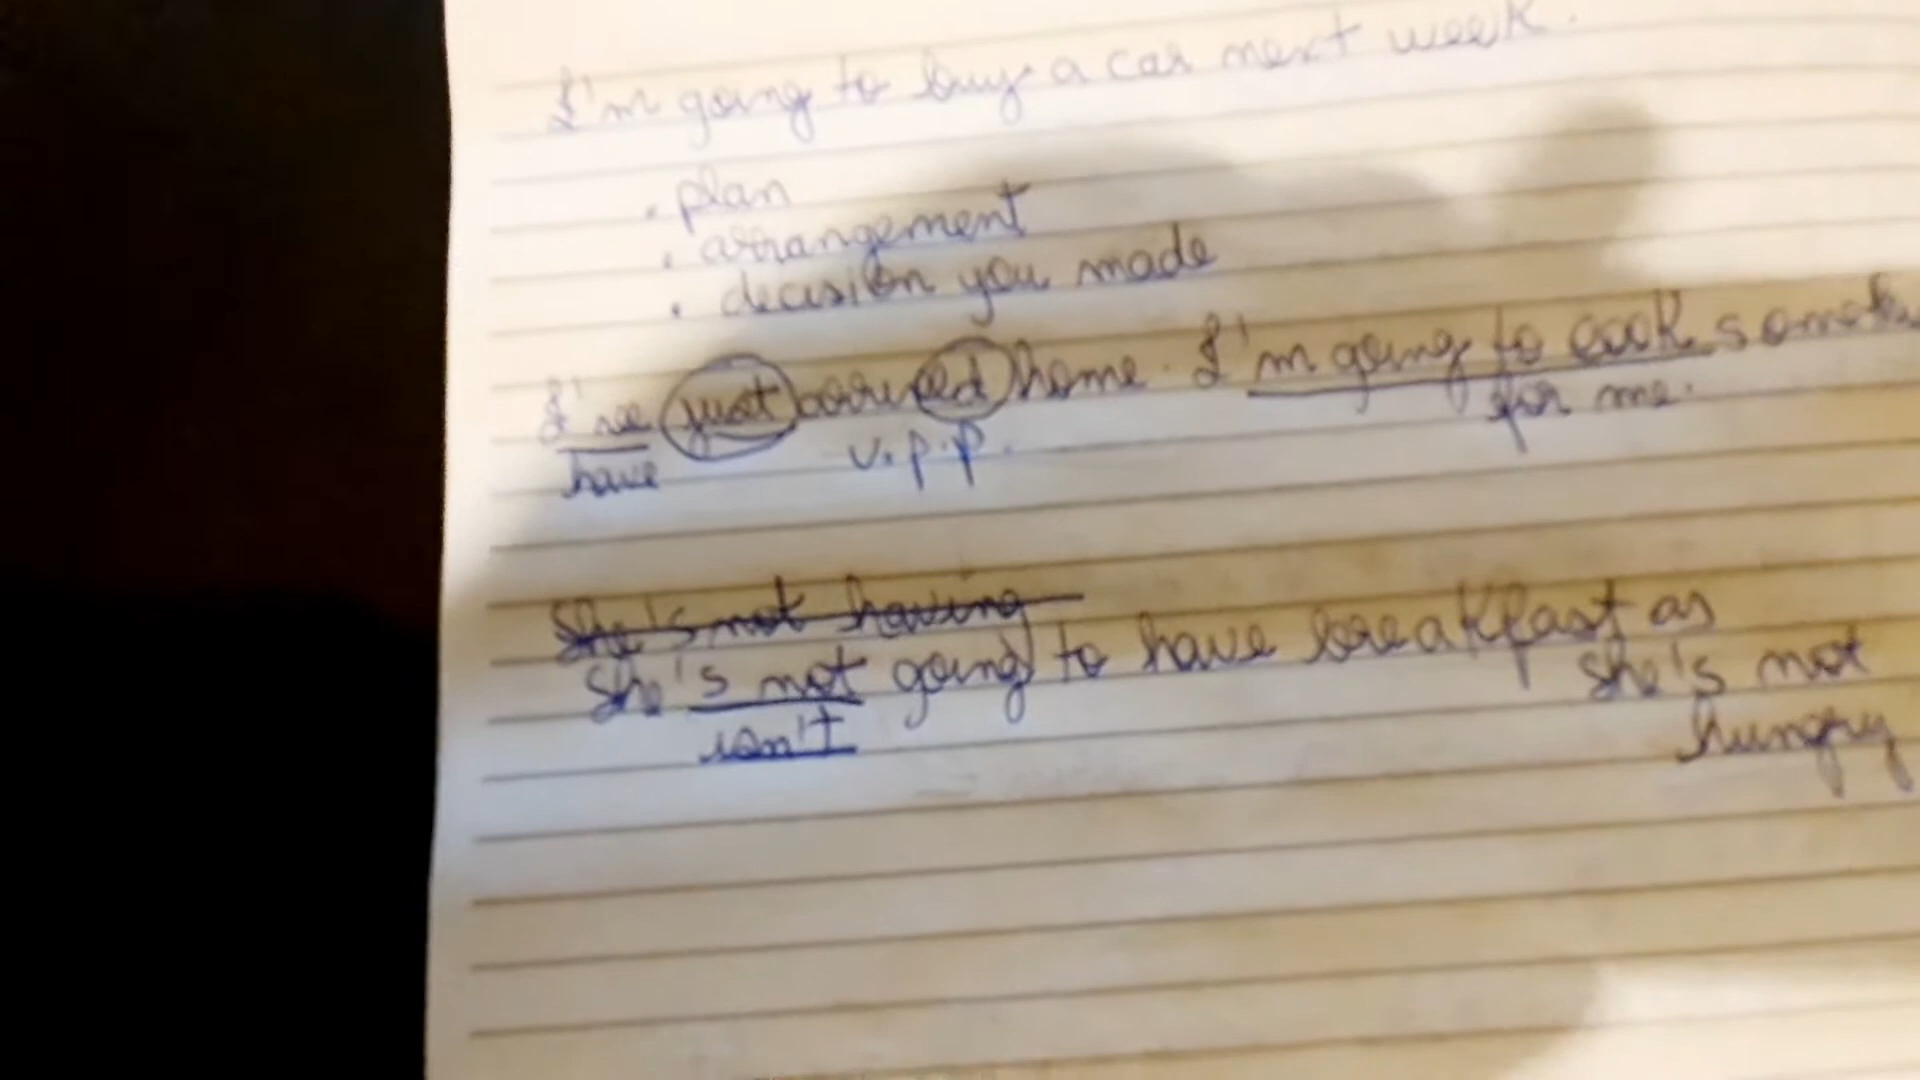 I'm going to buy a car next week.
. plan
. arrangement
. decision you made
I've just arrived home. I'm going to cook
for me.
have
v.p.p.
She's not having
She's not going to have breakfast as
she's not
isn't
hungry